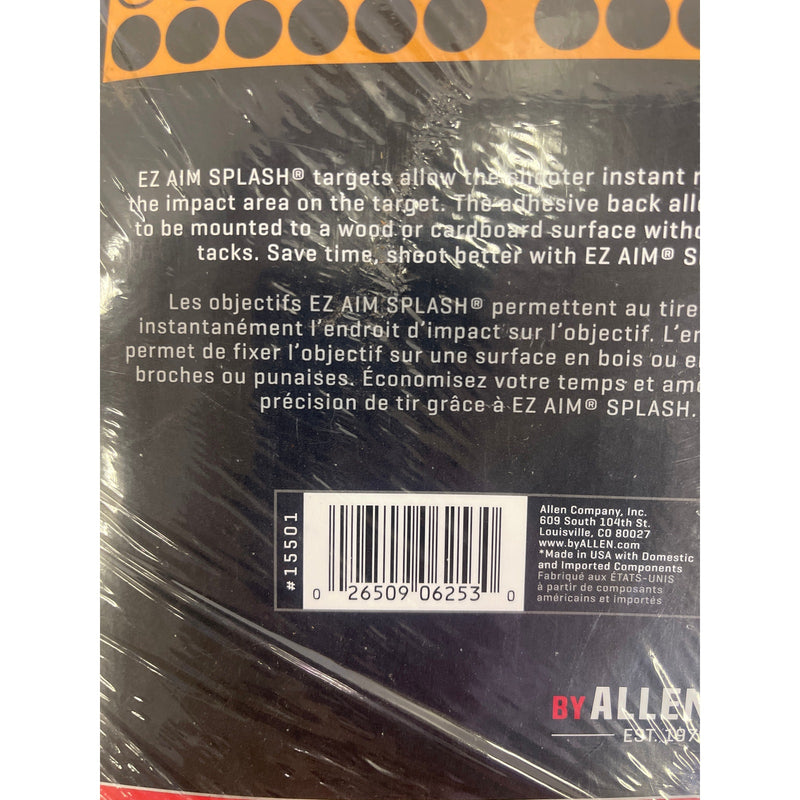 EZ AIM SPLASH® targets allow the shooter instant
the impact area on the target. The adhesive back
to be mounted to a wood or cardboard surface
tacks. Save time, shoot better with EZ AIM®
Les objectifs EZ AIM SPLASH® permettent au
instantanément l'endroit d'impact sur l'objectif.
permet de fixer l'objectif sur une surface en bois ou
broches ou punaises. Économisez votre temps et
précision de tir grâce à EZ AIM® SPLASH.
#15501
0 26509 06253 0
Allen Company, Inc.
609 South 104th St.
Louisville, CO 80027
www.byALLEN.com
*Made in USA with Domestic
and Imported Components
Fabriqué aux ÉTATS-UNIS
à partir de composants
américains et importés
BY ALLEN
EST.